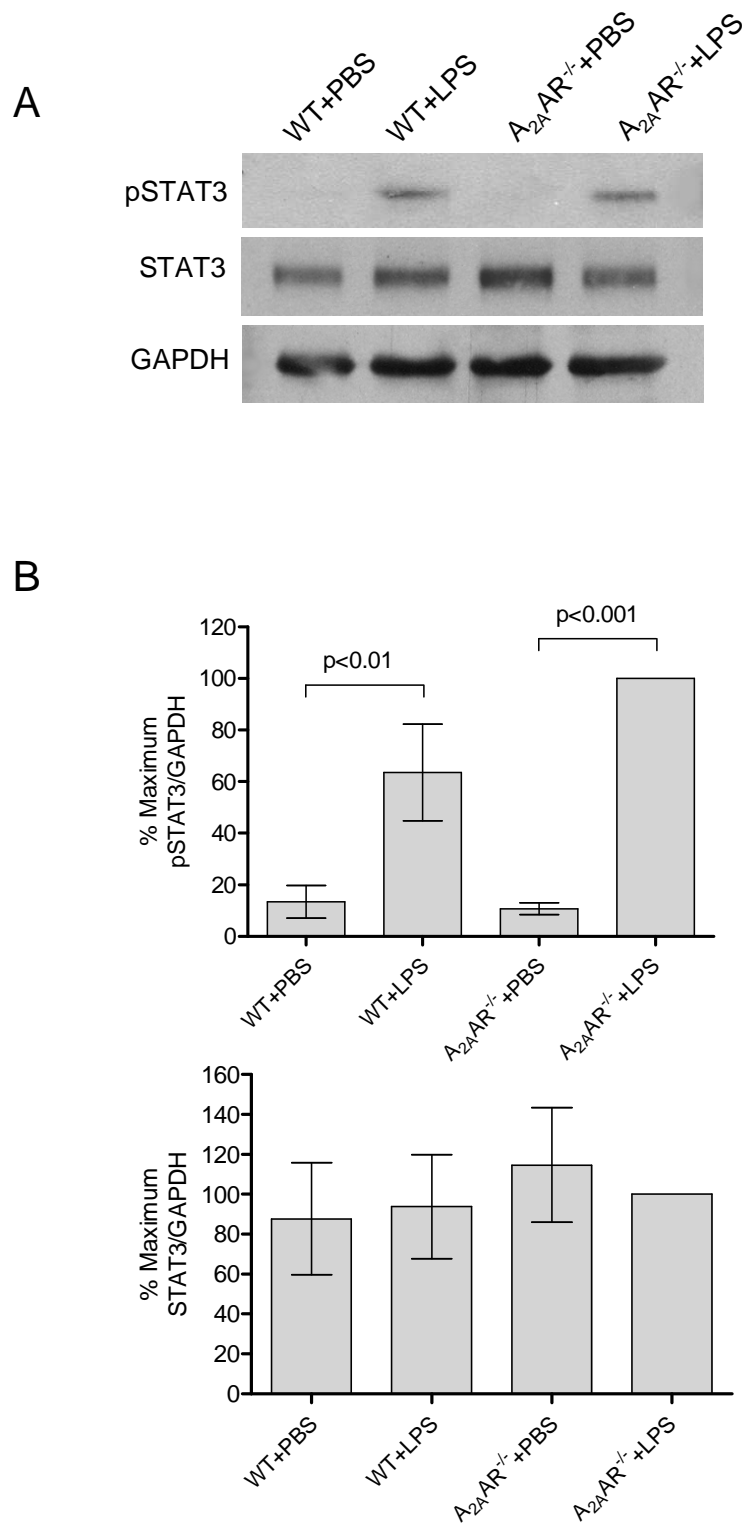 A
WT+PBS
WT+LPS
A2AAR-/-+PBS
A2AAR-/-+LPS
pSTAT3
STAT3
GAPDH
B
% Maximum
pSTAT3/GAPDH
120
100
80
60
40
20
0
p<0.01
p<0.001
WT+PBS
WT+LPS
A2AAR-/-+PBS
A2AAR-/-+LPS
% Maximum
STAT3/GAPDH
160
140
120
100
80
60
40
20
0
WT+PBS
WT+LPS
A2AAR-/-+PBS
A2AAR-/-+LPS